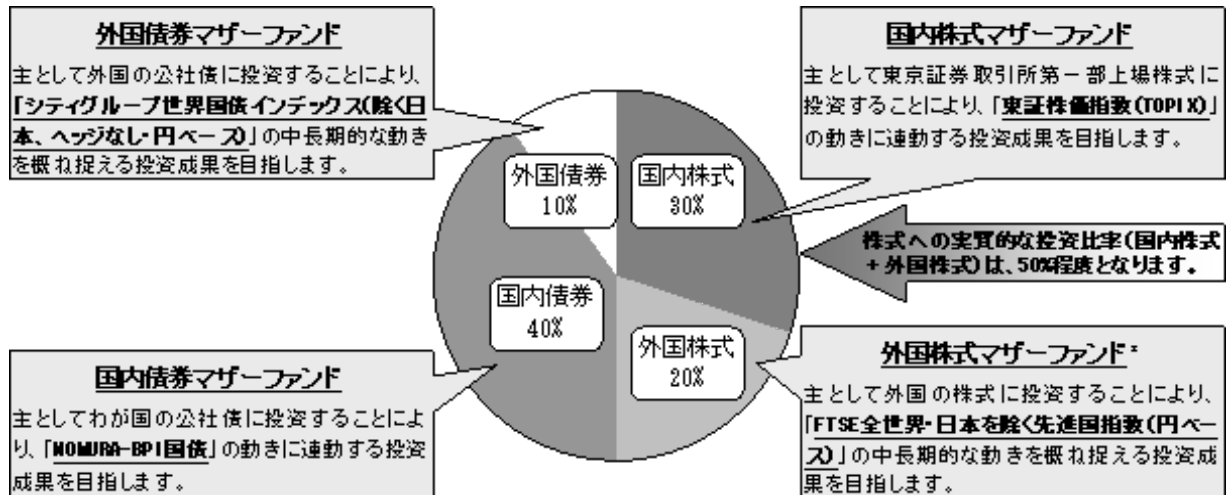 外国債券マザーファンド
主として外国の公社債に投資することにより、
「シティグループ世界国債インデックス(除く日
本、ヘッジなし・円ベース)」の中長期的な動き
を概ね捉える投資成果を目指します。
国内株式マザーファンド
主として東京証券取引所第一部上場株式に
投資することにより、「東証株価指数(TOPIX)」
の動きに連動する投資成果を目指します。
外国債券
10%
国内株式
30%
株式への実質的な投資比率(国内株式
+外国株式)は、50%程度となります。
国内債券
40%
外国株式
20%
国内債券マザーファンド
主としてわが国の公社債に投資することによ
り、「NOMURA-BPI国債」の動きに連動する投資
成果を目指します。
外国株式マザーファンド
主として外国の株式に投資することにより、
「FTSE全世界・日本を除く先進国指数(円ベー
ス)」の中長期的な動きを概ね捉える投資成
果を目指します。